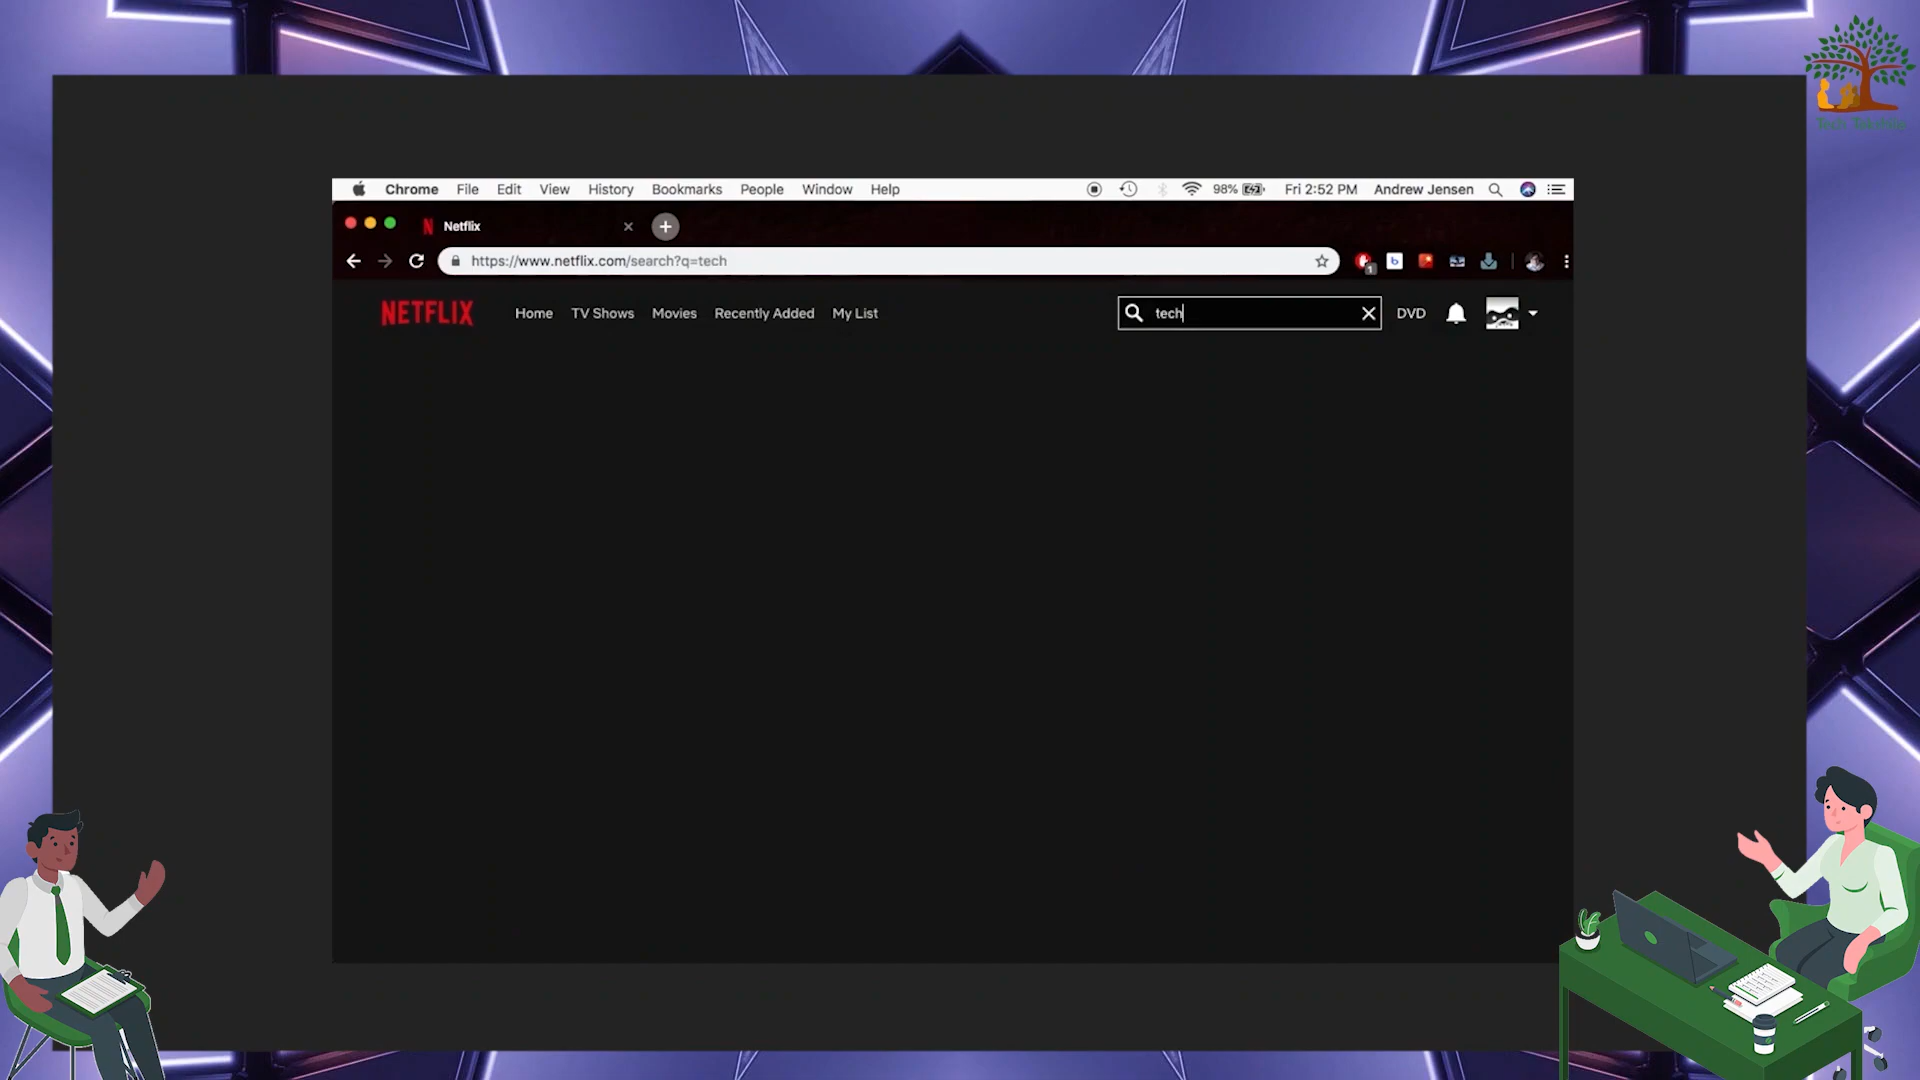 Chrome File Edit View History Bookmarks People Window Help 98% Fri 2:52 PM Andrew Jensen
Netflix
https://www.netflix.com/search?q=tech
1 b
NETFLIX Home TV Shows Movies Recently Added My List tech DVD